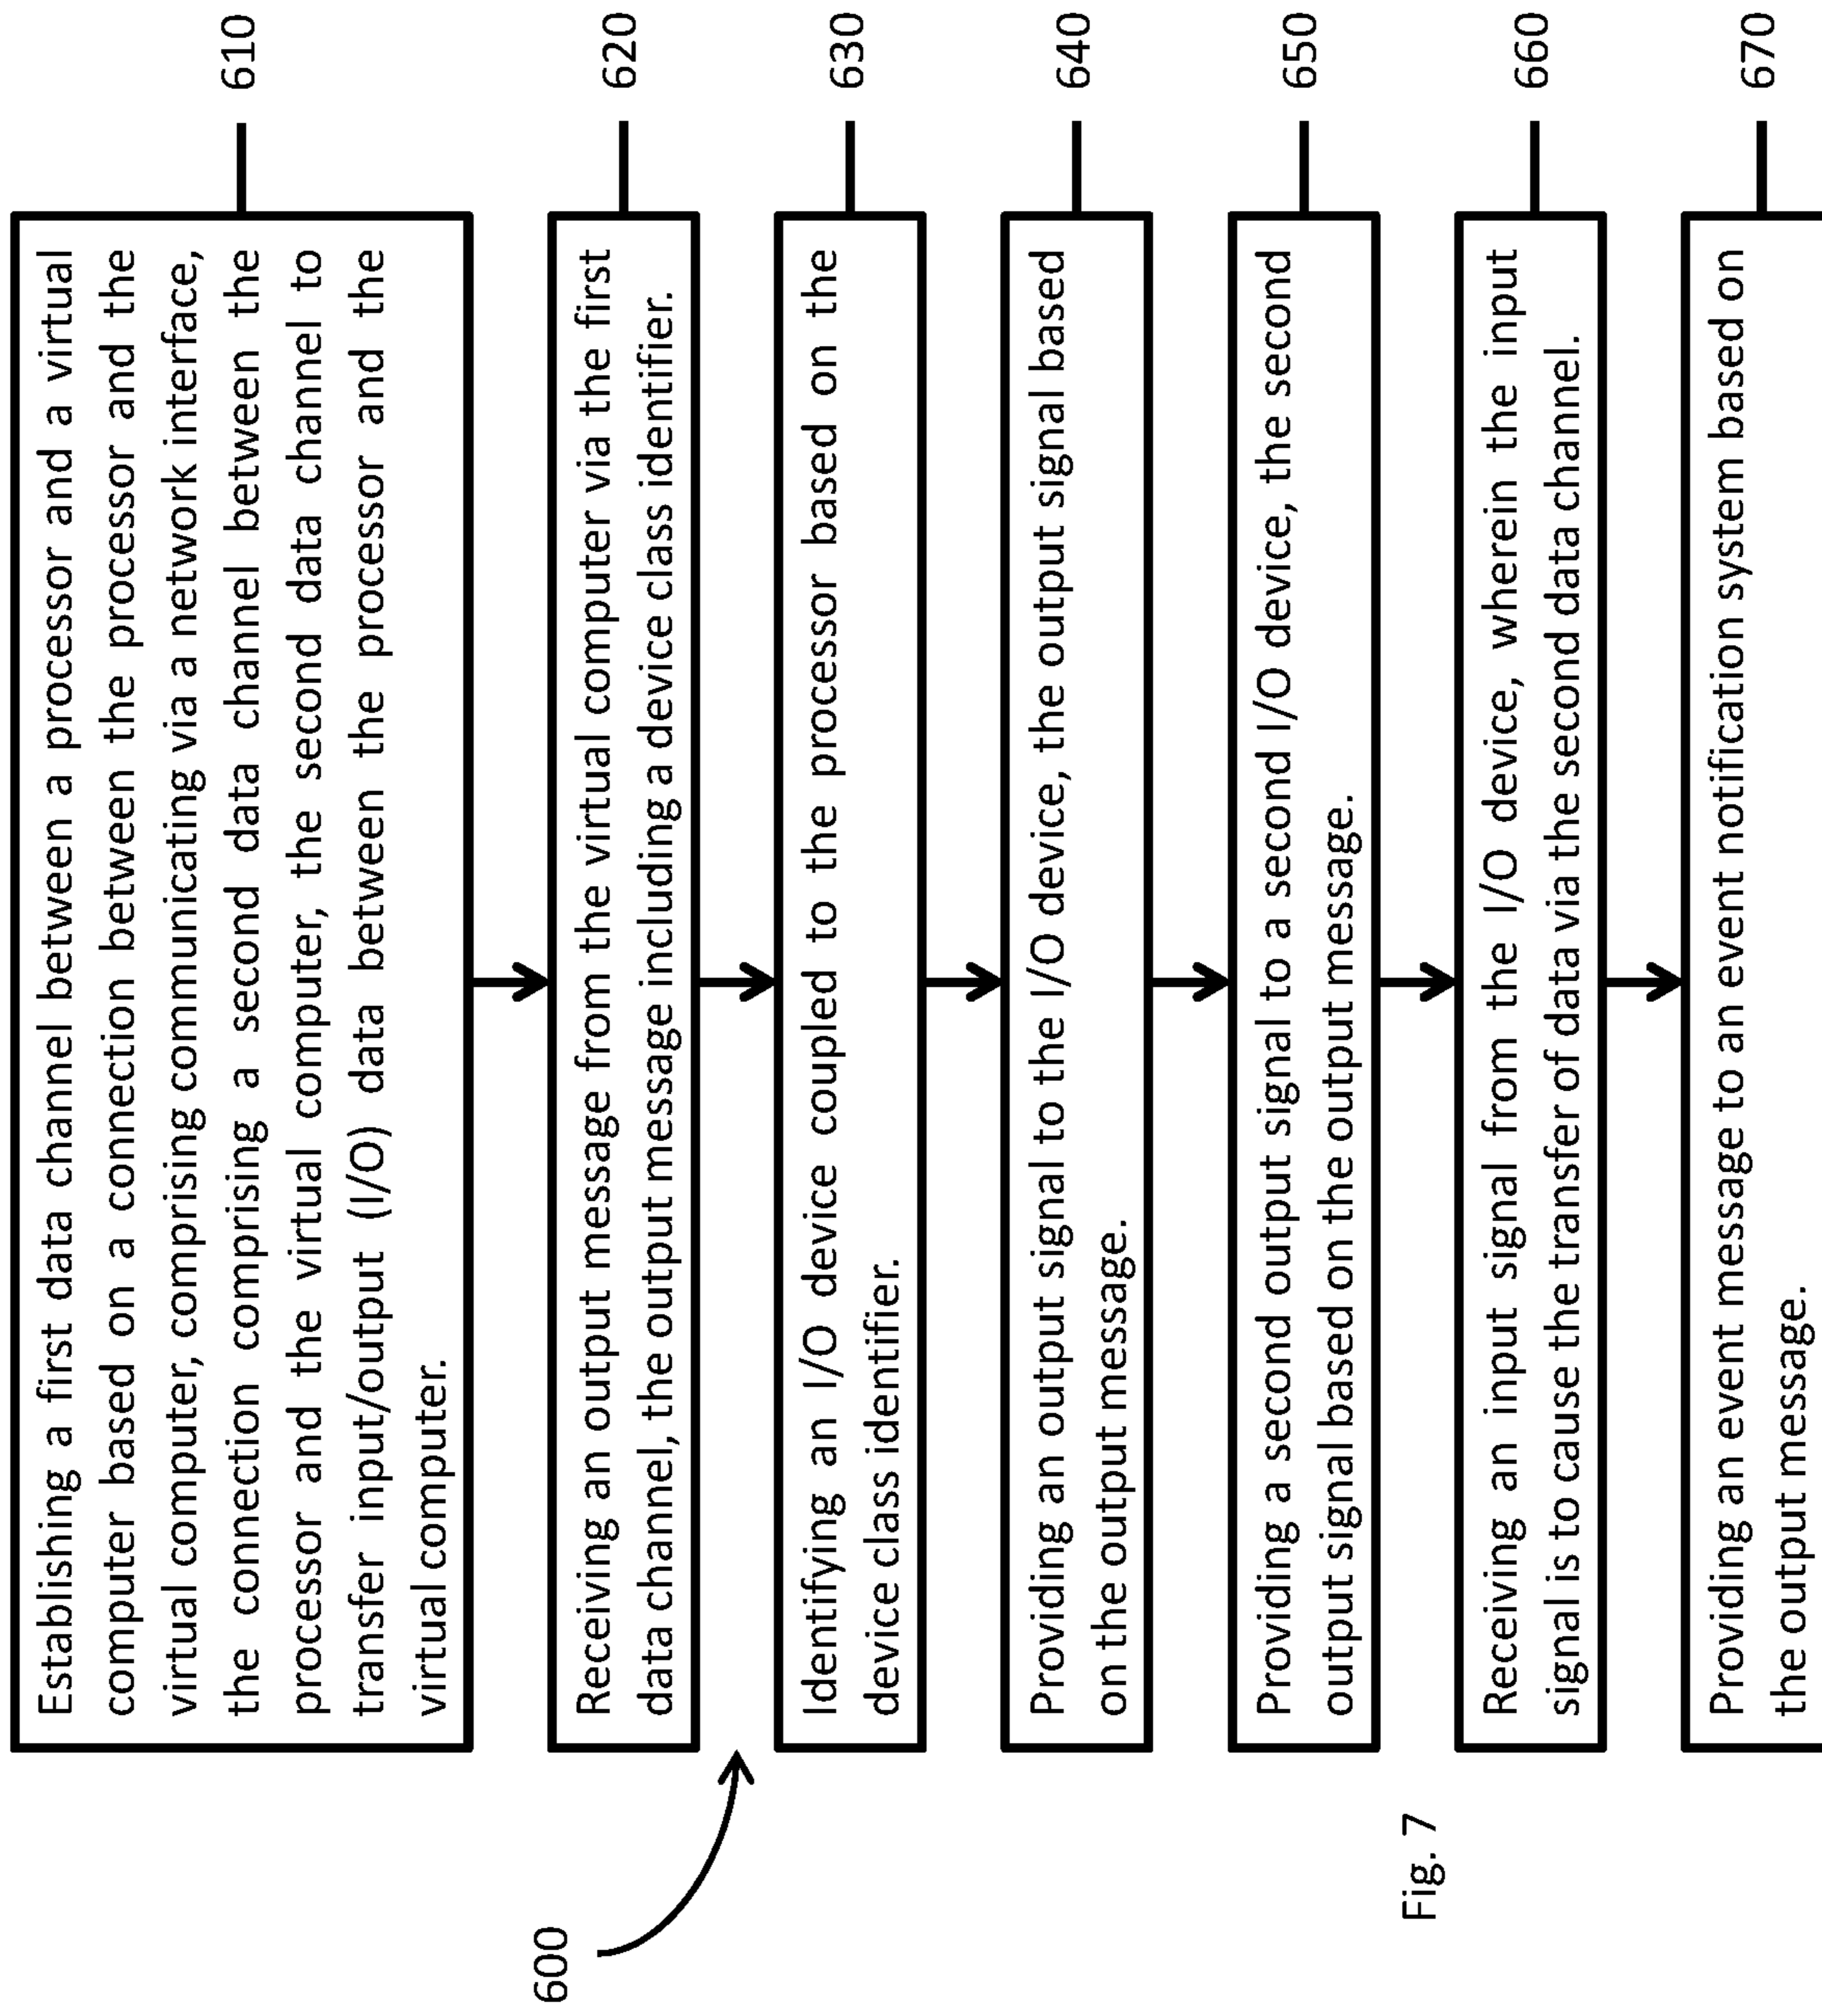 Establishing a first data channel between a processor and a virtual
computer based on a connection between the processor and the
virtual computer, comprising communicating via a network interface,
the connection comprising a second data channel between the
processor and the virtual computer, the second data channel to
transfer input/output (I/O) data between the processor and the
virtual computer.
610
Receiving an output message from the virtual computer via the first
data channel, the output message including a device class identifier.
620
600
Identifying an I/O device coupled to the processor based on the
device class identifier.
630
Providing an output signal to the I/O device, the output signal based
on the output message.
640
Providing a second output signal to a second I/O device, the second
output signal based on the output message.
650
Receiving an input signal from the I/O device, wherein the input
signal is to cause the transfer of data via the second data channel.
660
Providing an event message to an event notification system based on
the output message.
670
Fig. 7